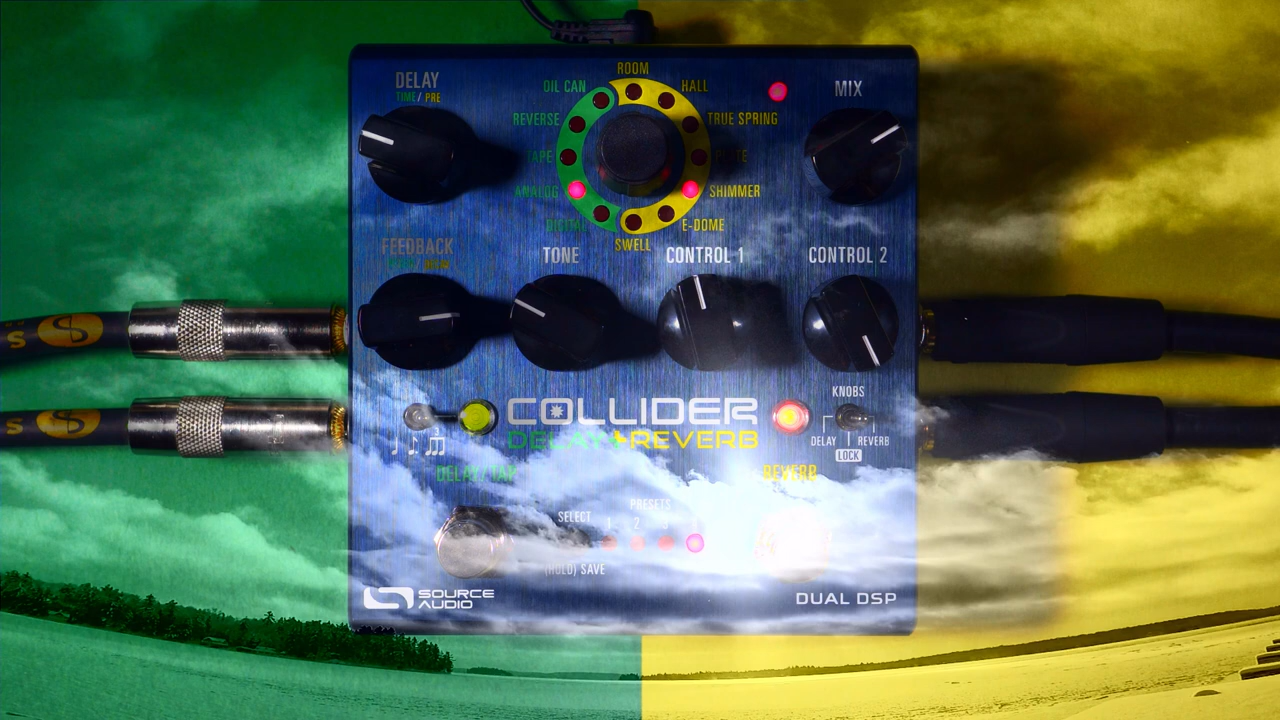 ROOM
OIL CAN
HALL
DELAY
TIME/ PRE
MIX
REVERSE
TRUE SPRING
TAPE
ANALOG
SHIMMER
DIGITAL
E-DOME
SWELL
FEEDBACK
TONE
CONTROL 1
CONTROL 2
S
S
KNOBS
COLLIDER
DELAY+REVERB
DELAY
REVERB
LOCK
DELAY/TAP
REVERB
PRESETS
SELECT
1 2 3
(HOLD) SAVE
SOURCE
AUDIO
DUAL DSP